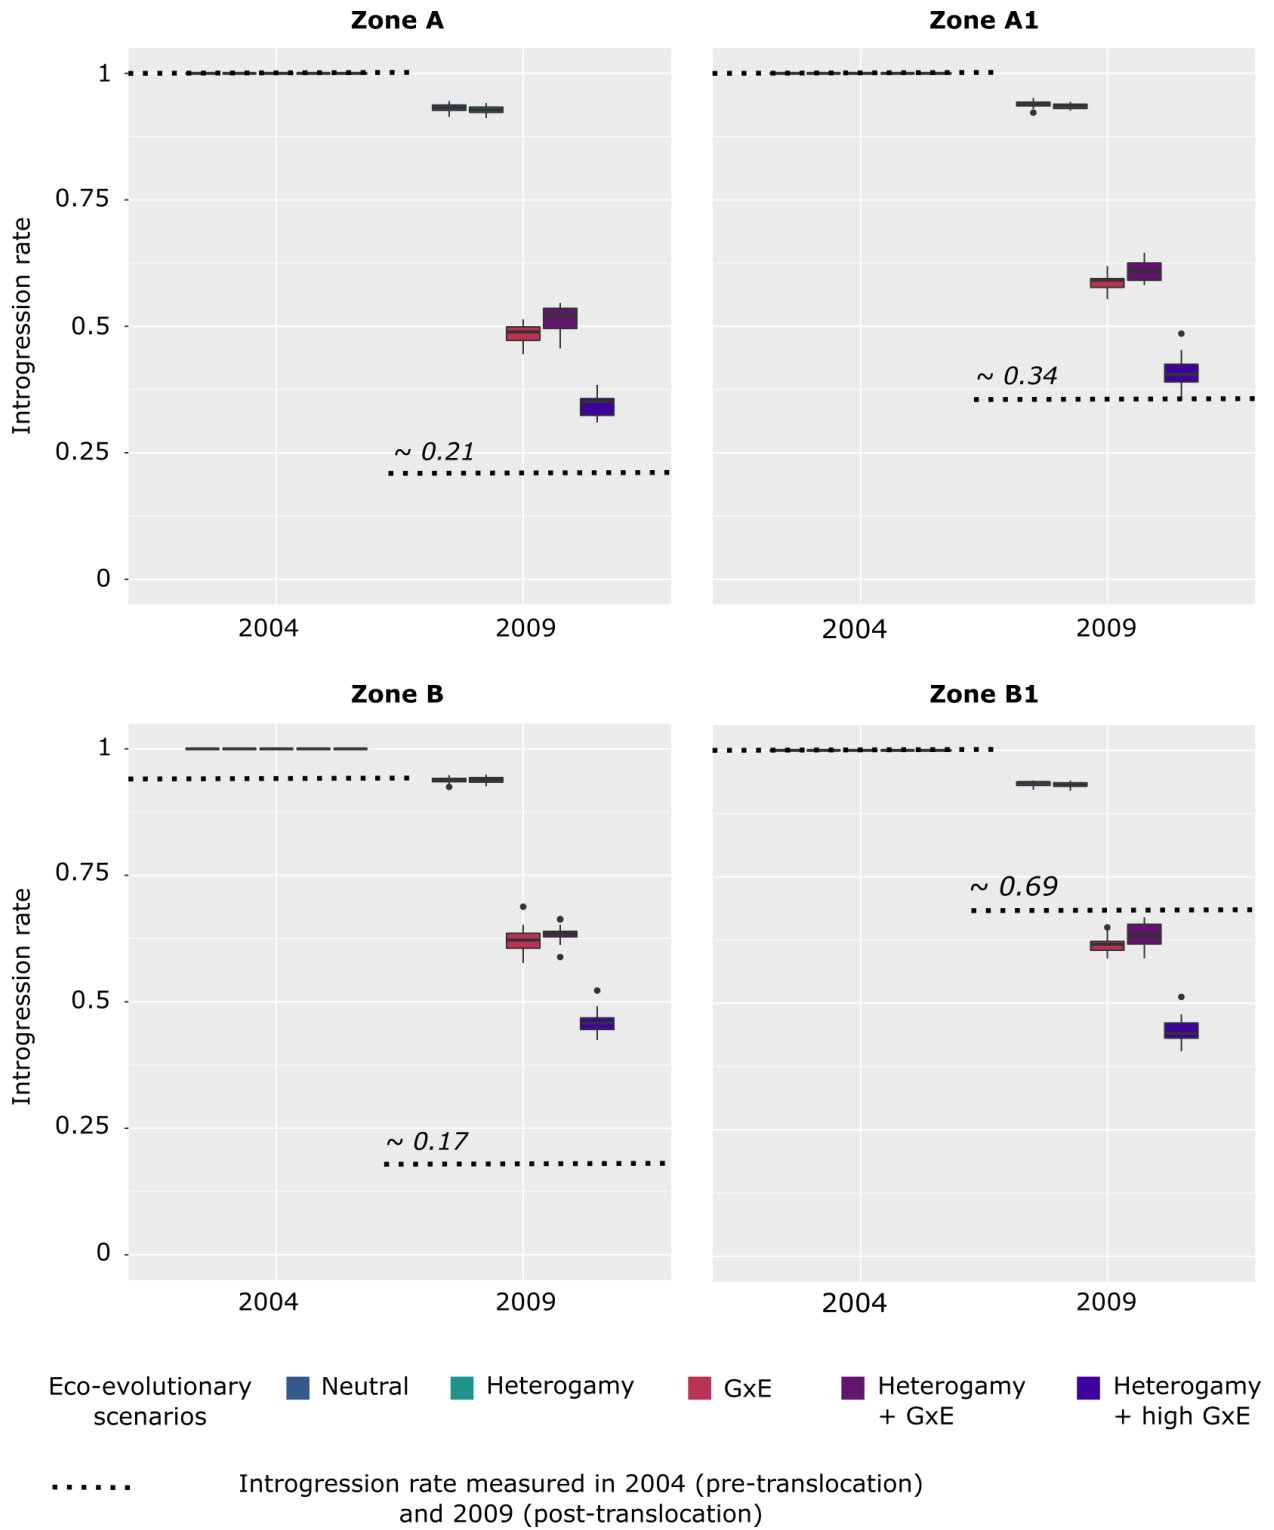 Zone A
Zone A1
Introgression rate
1
0.75
0.5
0.25
0
~ 0.21
~ 0.34
2004
2009
2004
2009
Zone B
Zone B1
Introgression rate
1
0.75
0.5
0.25
0
~ 0.17
~ 0.69
2004
2009
2004
2009
Eco-evolutionary
scenarios
Neutral
Heterogamy
GxE
Heterogamy
+ GxE
Heterogamy
+ high GxE
Introgression rate measured in 2004 (pre-translocation)
and 2009 (post-translocation)